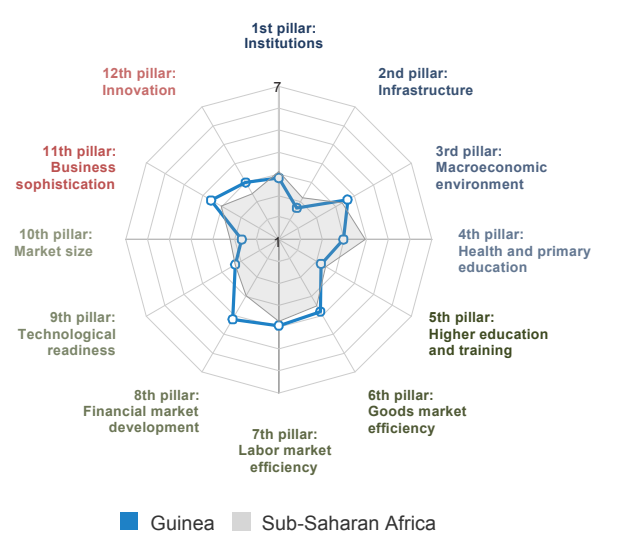 1st pillar:
Institutions
2nd pillar:
Infrastructure
3rd pillar:
Macroeconomic
environment
4th pillar:
Health and primary
education
5th pillar:
Higher education
and training
6th pillar:
Goods market
efficiency
7th pillar:
Labor market
efficiency
8th pillar:
Financial market
development
9th pillar:
Technological
readiness
10th pillar:
Market size
11th pillar:
Business
sophistication
12th pillar:
Innovation
7
1
Guinea
Sub-Saharan Africa